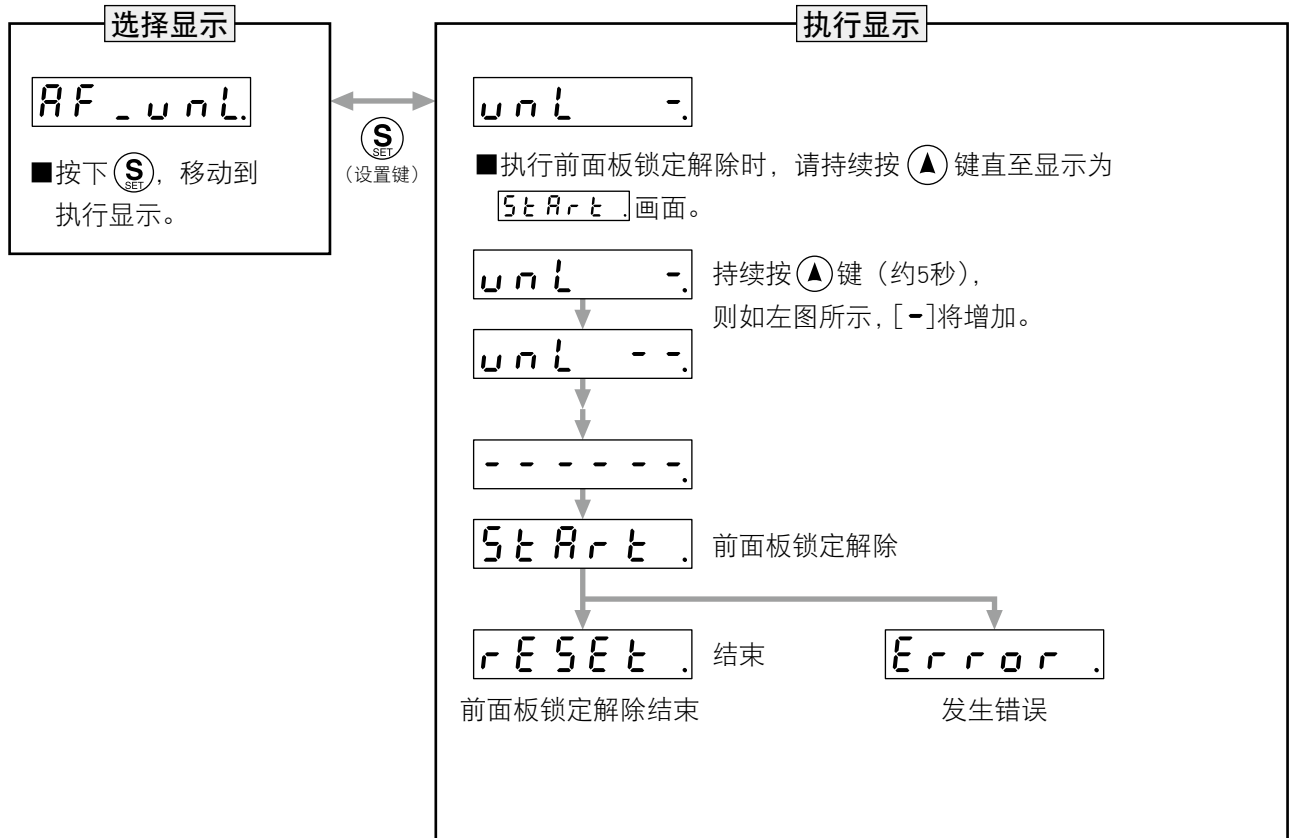 选择显示
AF_unL.
■按下 S SET,移动到
执行显示。
S SET
(设置键)
执行显示
unL -.
■执行前面板锁定解除时,请持续按▲键直至显示为
StArt .画面。
unL -.
持续按▲键(约5秒),
则如左图所示,[-]将增加。
unL --.
------.
StArt .
前面板锁定解除
rESEt .
结束
Error .
前面板锁定解除结束
发生错误